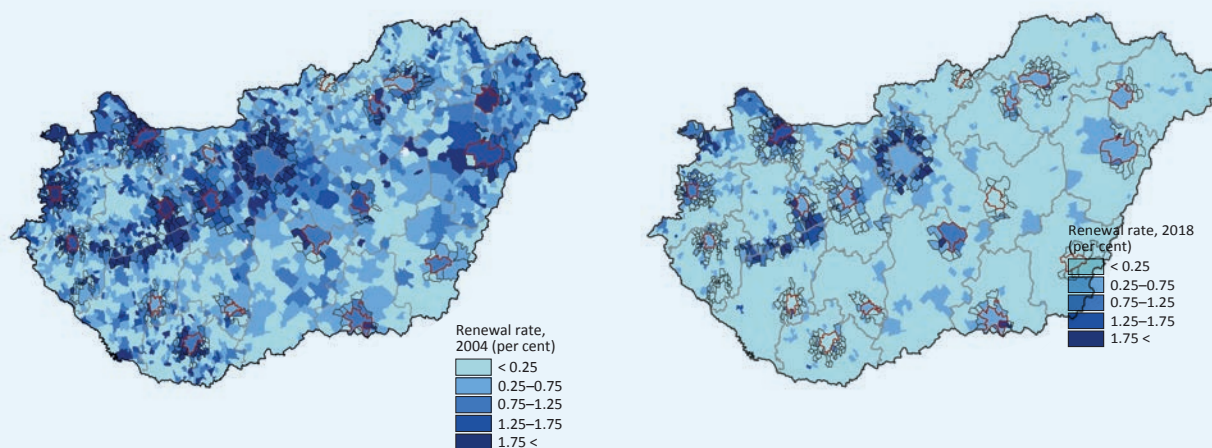 Renewal rate,
2004 (per cent)
< 0.25
0.25–0.75
0.75–1.25
1.25–1.75
1.75 <
Renewal rate, 2018
(per cent)
< 0.25
0.25–0.75
0.75–1.25
1.25–1.75
1.75 <